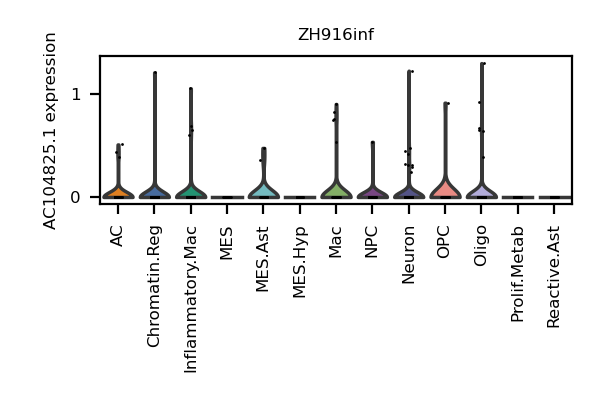 ZH916inf
AC104825.1 expression
1
0
AC
Chromatin.Reg
Inflammatory.Mac
MES
MES.Ast
MES.Hyp
Mac
NPC
Neuron
OPC
Oligo
Prolif.Metab
Reactive.Ast